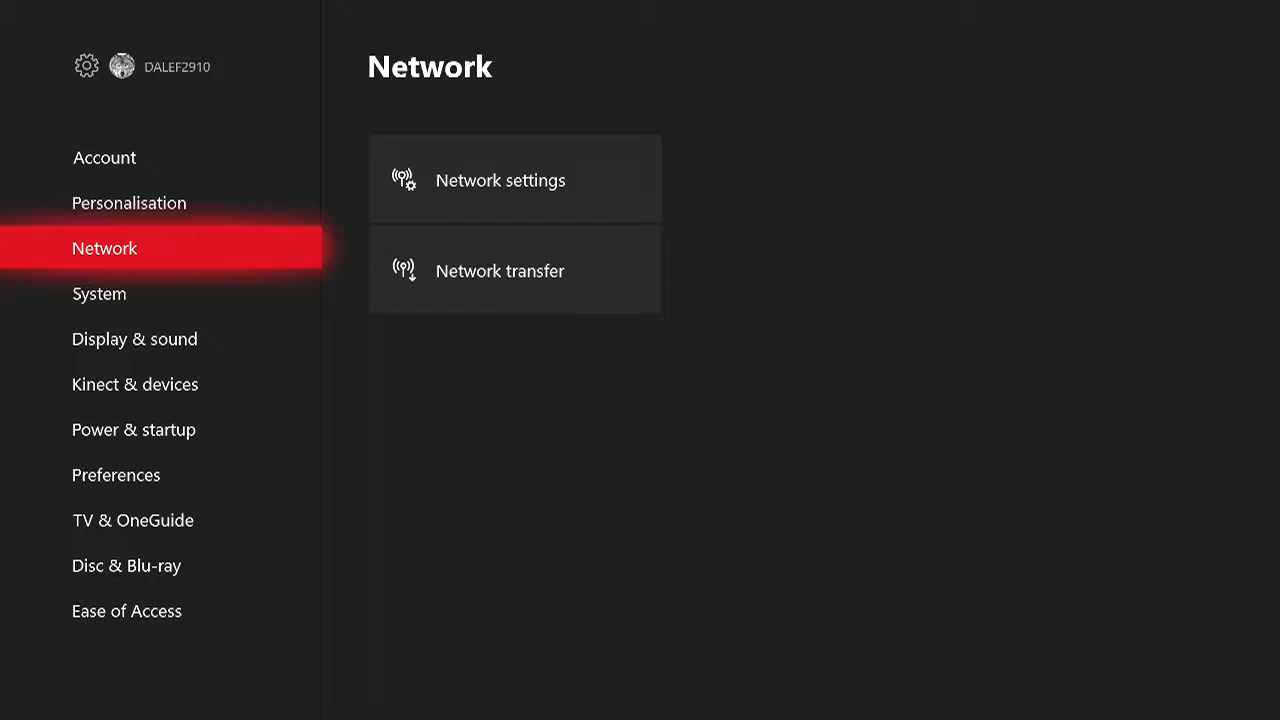 DALEF2910
Account
Personalisation
Network
System
Display & sound
Kinect & devices
Power & startup
Preferences
TV & OneGuide
Disc & Blu-ray
Ease of Access
Network
Network settings
Network transfer